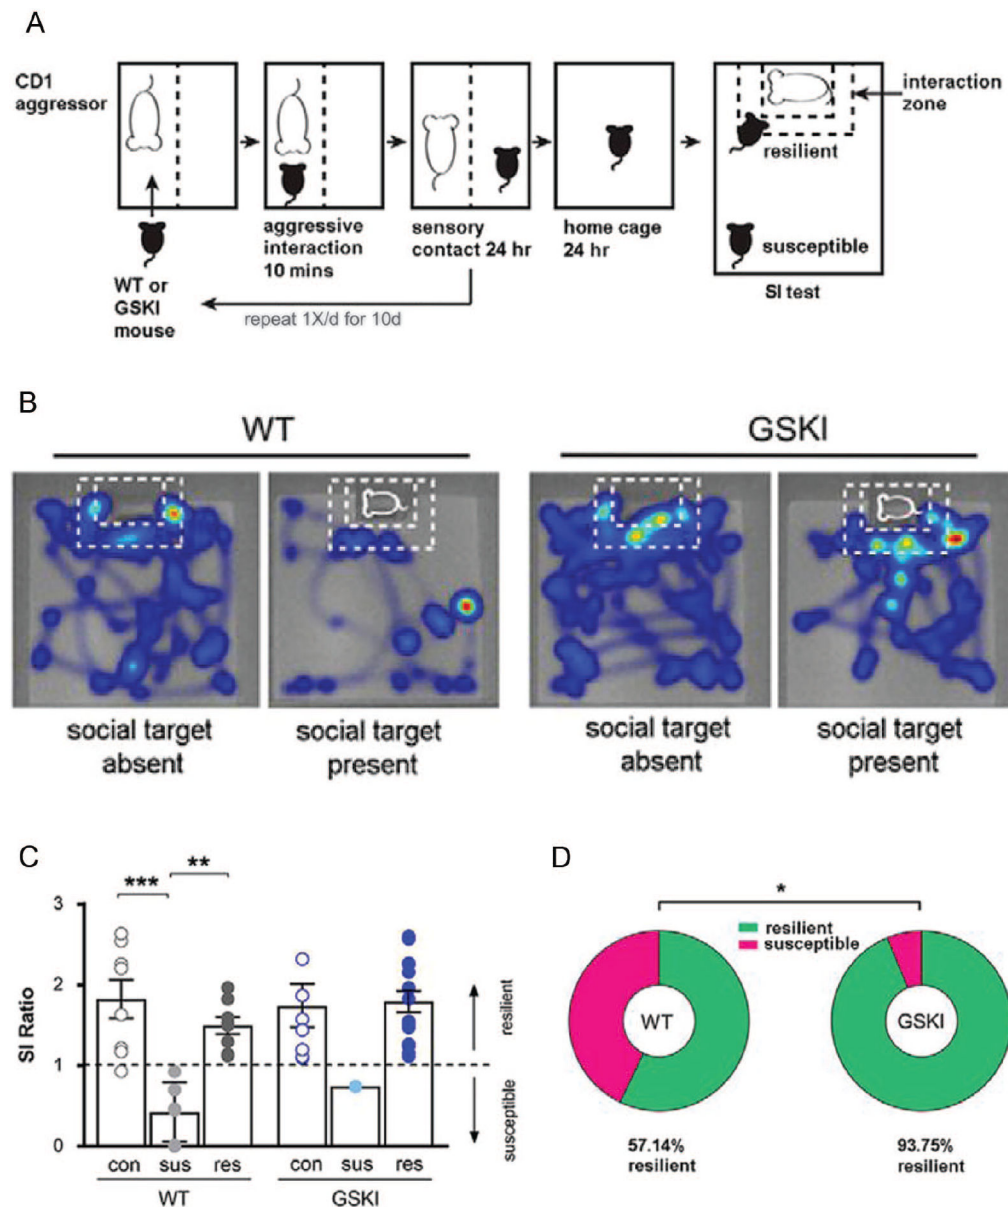 A
CD1
aggressor
WT or
GSKI
mouse
aggressive
interaction
10 mins
sensory
contact 24 hr
home cage
24 hr
resilient
susceptible
SI test
interaction
zone
repeat 1X/d for 10d
B
WT
GSKI
social target
absent
social target
present
social target
absent
social target
present
C
***
**
3
2
1
0
SI Ratio
resilient
susceptible
con sus res con sus res
WT GSKI
D
*
resilient
susceptible
WT
GSKI
57.14%
resilient
93.75%
resilient